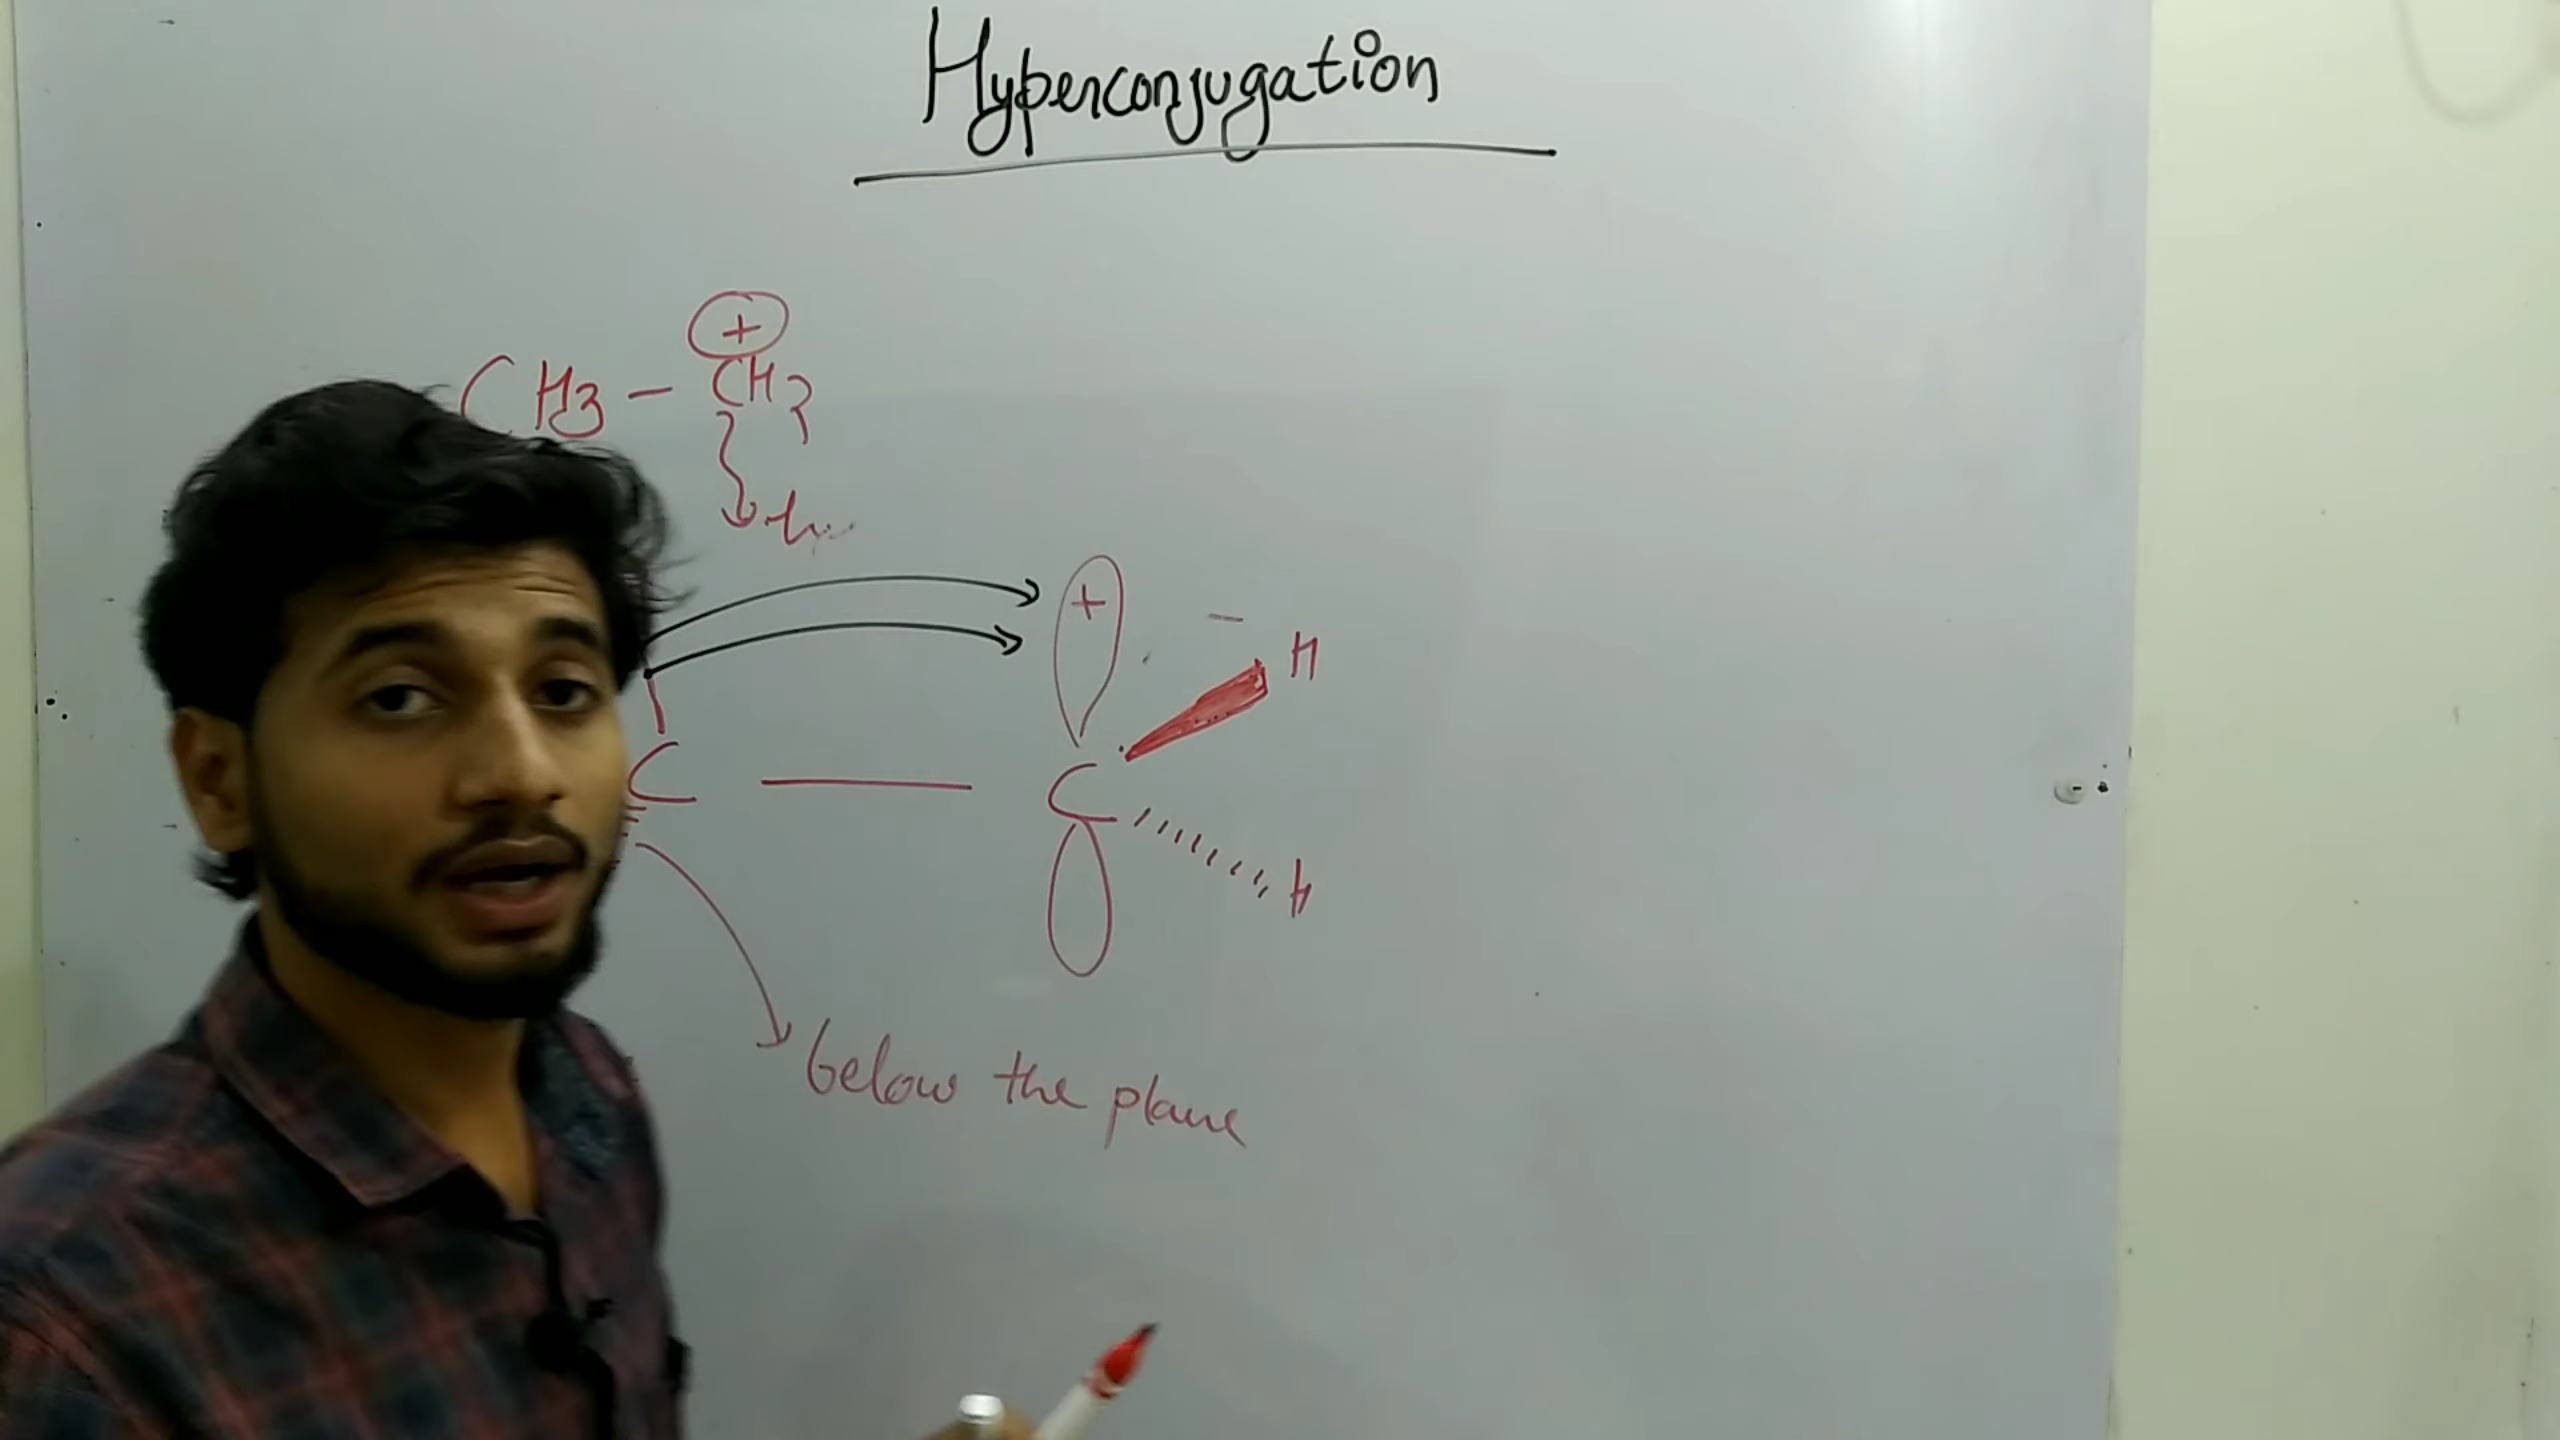 Hyperconjugation
+
CH3 - CH2
+
- H
C — C
H
below the plane